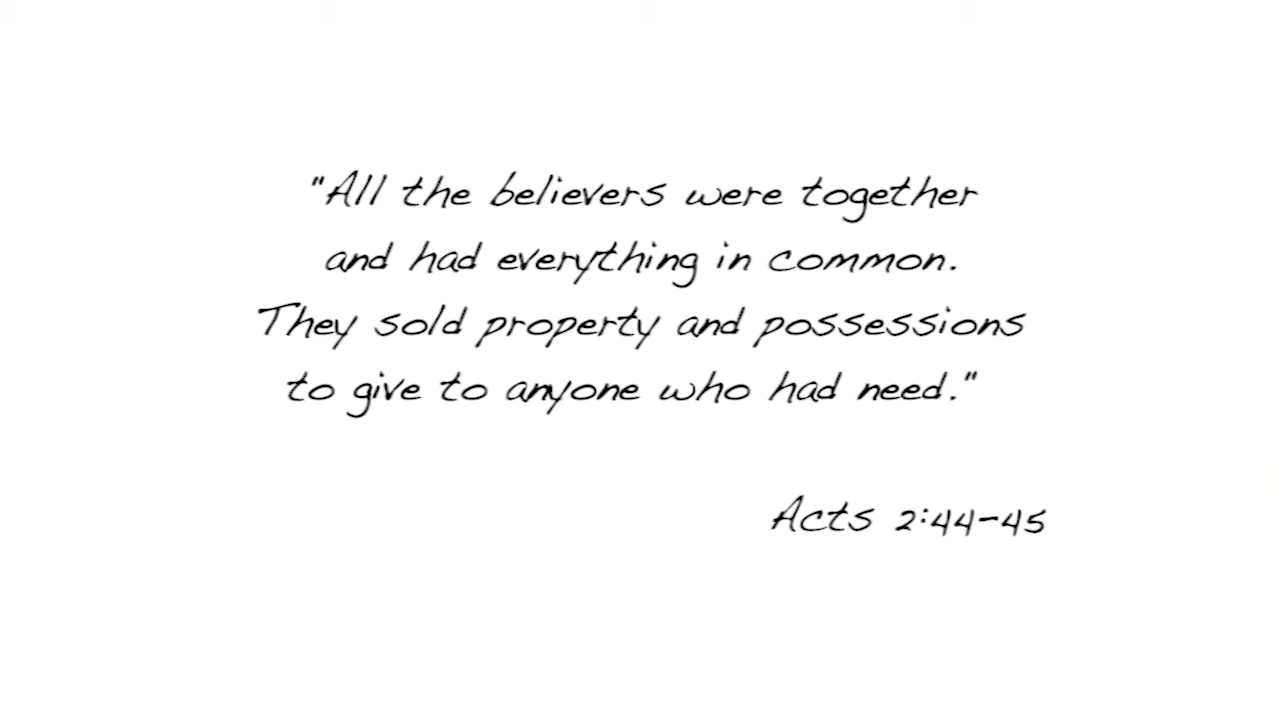 "All the believers were together
and had everything in common.
They sold property and possessions
to give to anyone who had need."
Acts 2:44-45